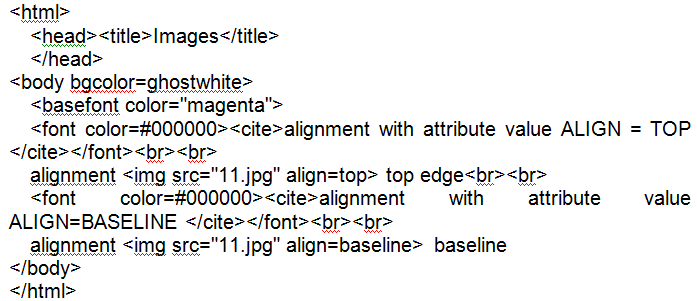 <html>
<head><title>Images</title>
</head>
<body bgcolor=ghostwhite>
<basefont color="magenta">
<font color=#000000><cite>alignment with attribute value ALIGN = TOP
</cite></font><br><br>
alignment <img src="11.jpg" align=top> top edge<br><br>
<font color=#000000><cite>alignment with attribute value
ALIGN=BASELINE </cite></font><br><br>
alignment <img src="11.jpg" align=baseline> baseline
</body>
</html>